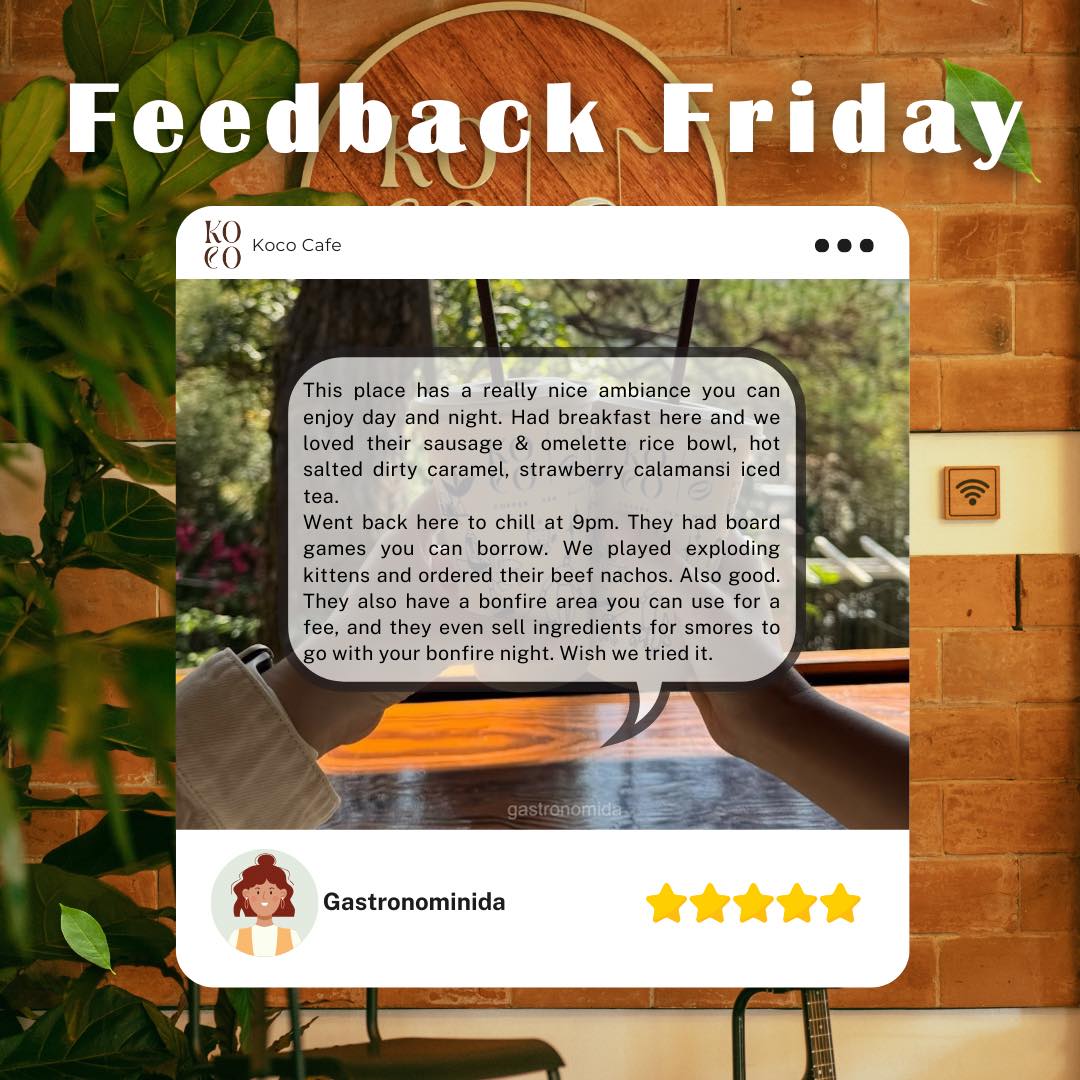 Feedback Friday
KO
KO
CO
Koco Cafe
This place has a really nice ambiance you can
enjoy day and night. Had breakfast here and we
loved their sausage & omelette rice bowl, hot
salted dirty caramel, strawberry calamansi iced
tea.
Went back here to chill at 9pm. They had board
games you can borrow. We played exploding
kittens and ordered their beef nachos. Also good.
They also have a bonfire area you can use for a
fee, and they even sell ingredients for smores to
go with your bonfire night. Wish we tried it.
gastronomida
Gastronominida